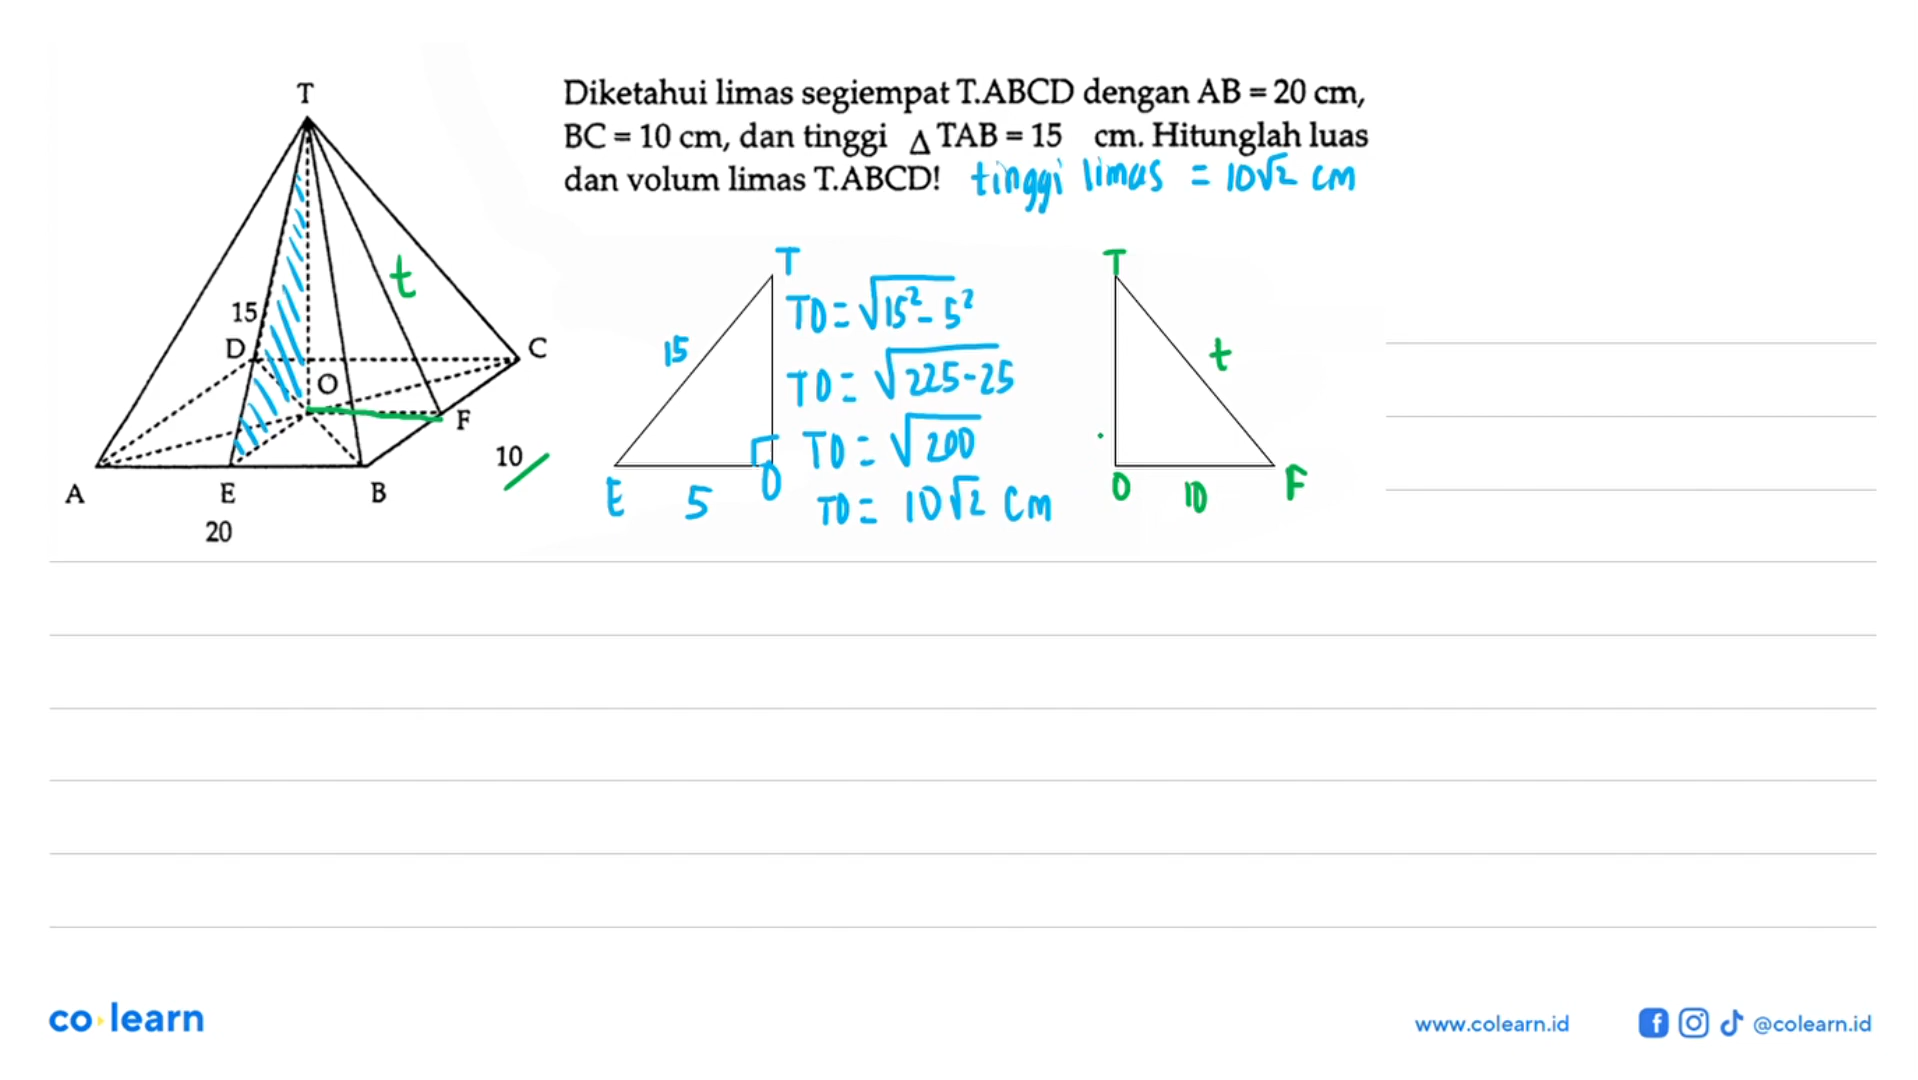 Diketahui limas segiempat T.ABCD dengan AB = 20 cm,
BC = 10 cm, dan tinggi △ TAB = 15 cm. Hitunglah luas
dan volum limas T.ABCD! tinggi limas = 10√2 cm
T
t
15
D
C
O
F
10
A
E
B
20
T
15
E
5
O
TO = √15² - 5²
TO = √225-25
TO = √200
TO = 10√2 cm
T
t
O
10
F
co learn
www.colearn.id
@colearn.id